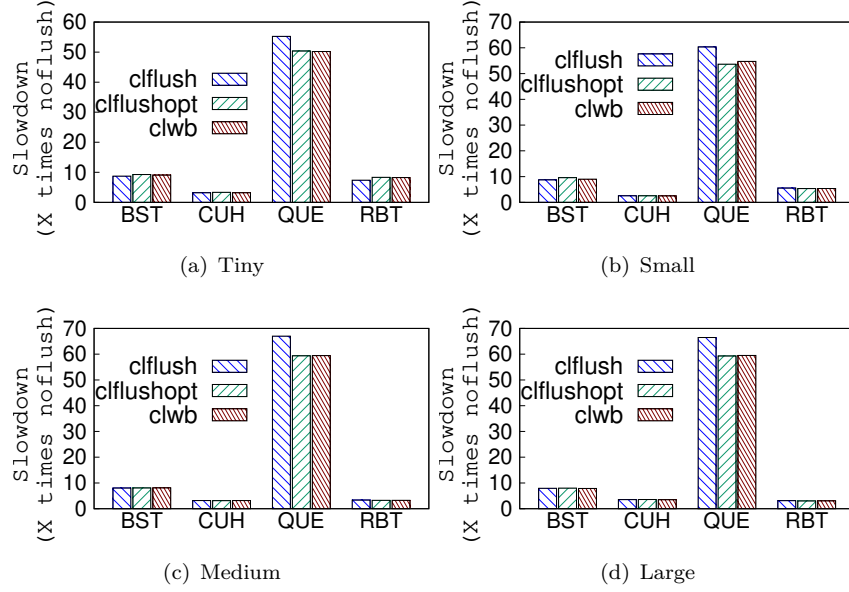 Slowdown
(X times noflush)
60
50
40
30
20
10
0
clflush
clflushopt
clwb
BST CUH QUE RBT
(a) Tiny
Slowdown
(X times noflush)
70
60
50
40
30
20
10
0
clflush
clflushopt
clwb
BST CUH QUE RBT
(b) Small
Slowdown
(X times noflush)
70
60
50
40
30
20
10
0
clflush
clflushopt
clwb
BST CUH QUE RBT
(c) Medium
Slowdown
(X times noflush)
70
60
50
40
30
20
10
0
clflush
clflushopt
clwb
BST CUH QUE RBT
(d) Large